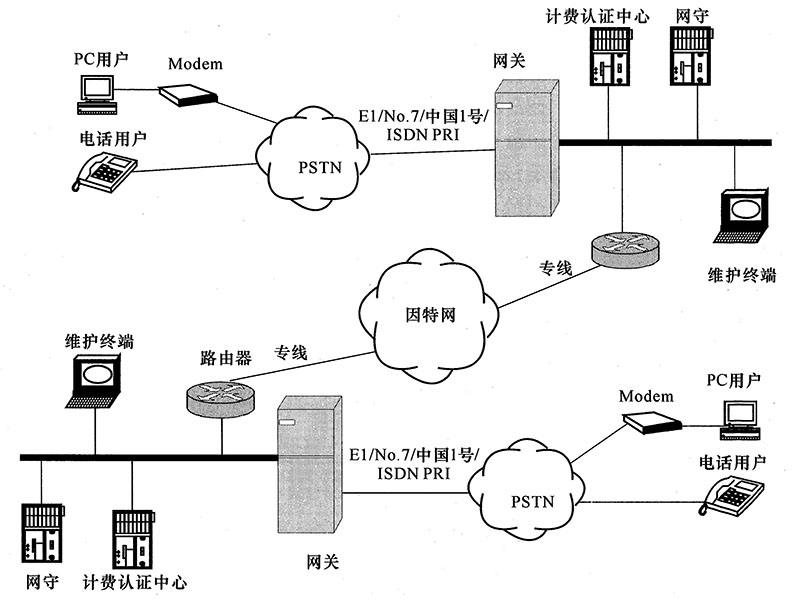 计费认证中心
网守
PC用户
Modem
网关
E1/No.7/中国1号/
ISDN PRI
电话用户
PSTN
专线
维护终端
因特网
维护终端
路由器
专线
Modem
PC用户
E1/No.7/中国1号/
ISDN PRI
电话用户
PSTN
网关
网守
计费认证中心